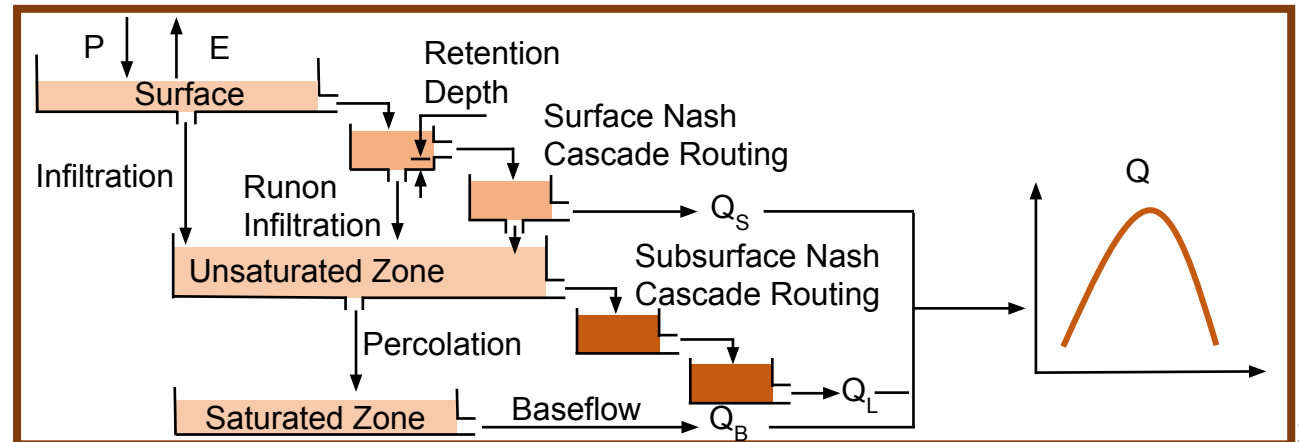 P
E
Retention
Depth
Surface
Surface Nash
Cascade Routing
Infiltration
Runon
Infiltration
Q
QS
Unsaturated Zone
Subsurface Nash
Cascade Routing
Percolation
QL
Saturated Zone
Baseflow
QB